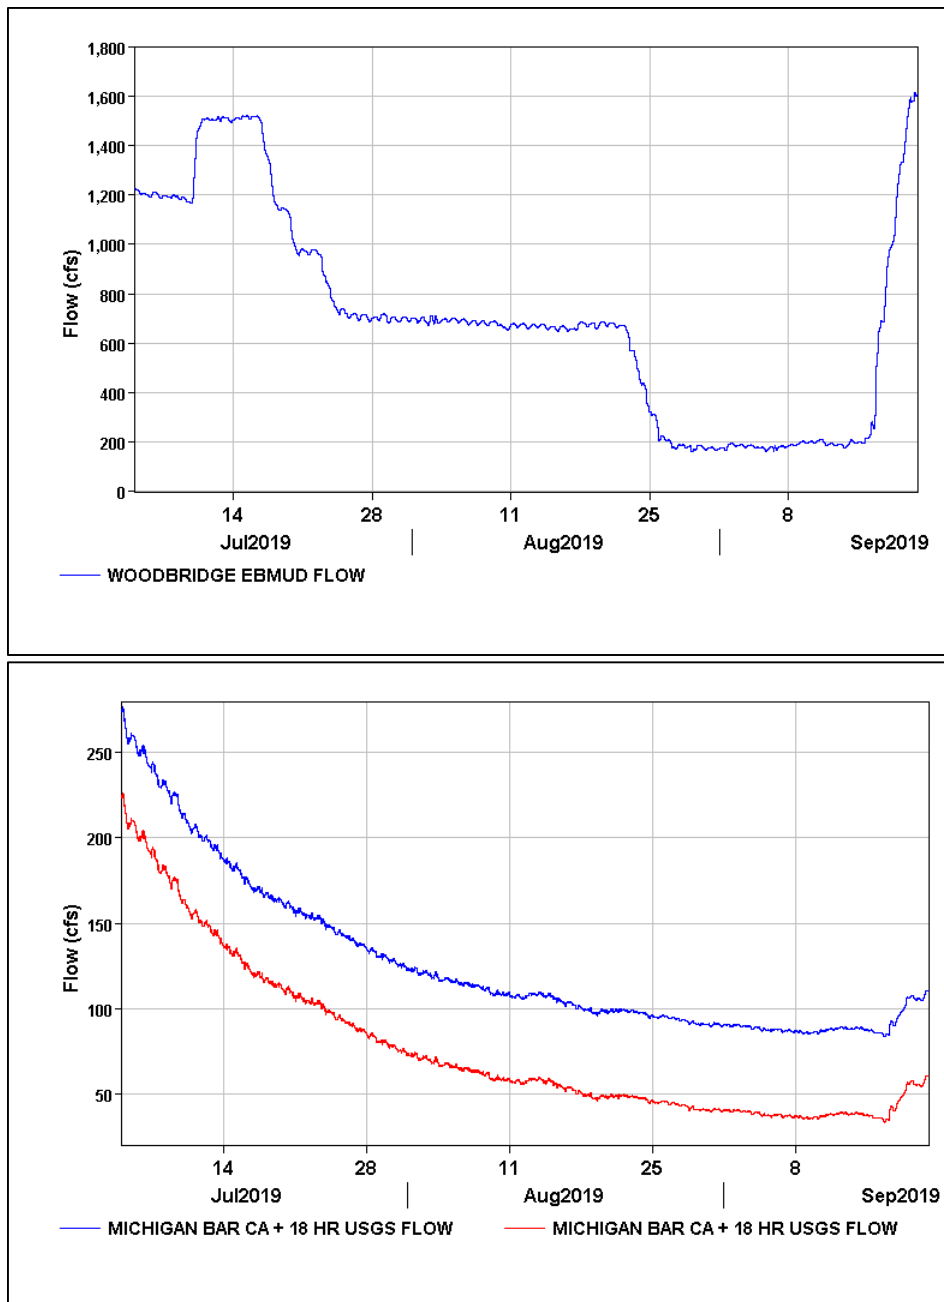 1,800
1,600
1,400
1,200
1,000
800
600
400
200
0
Flow (cfs)
14 28 11 25 8
Jul2019 | Aug2019 | Sep2019
WOODBRIDGE EBMUD FLOW
250
200
150
100
50
Flow (cfs)
14 28 11 25 8
Jul2019 | Aug2019 | Sep2019
MICHIGAN BAR CA + 18 HR USGS FLOW MICHIGAN BAR CA + 18 HR USGS FLOW